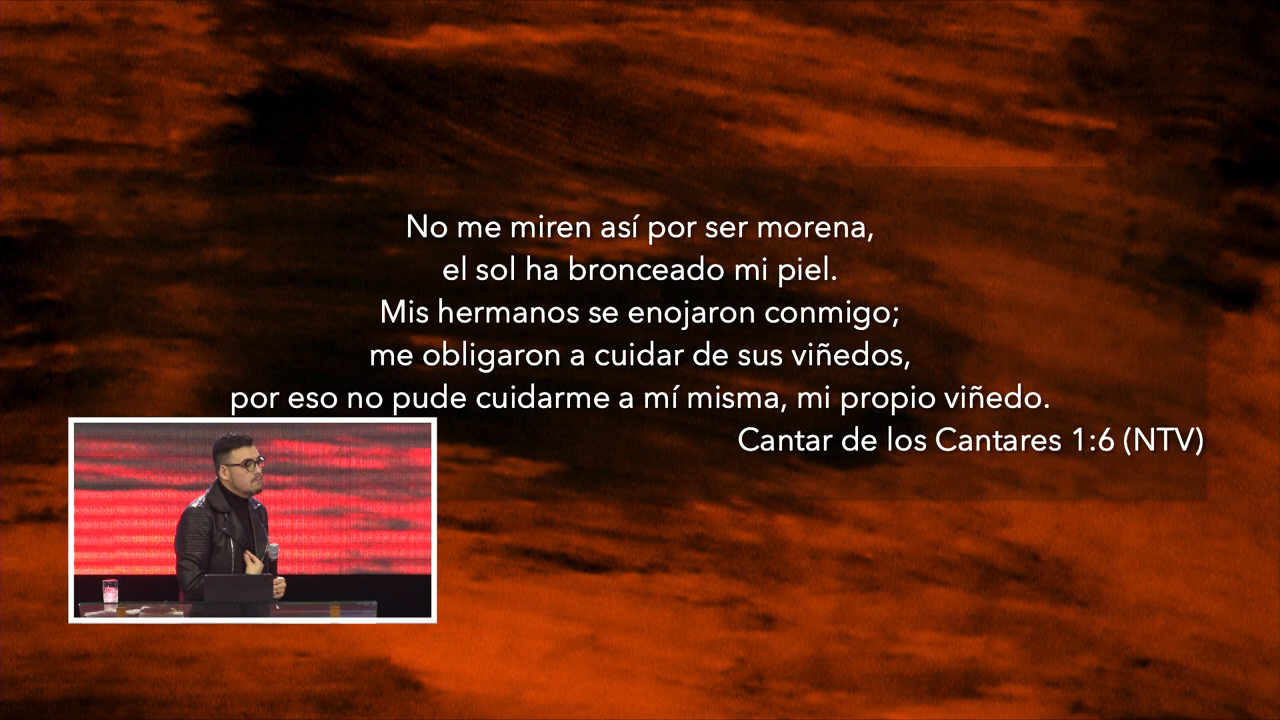 No me miren así por ser morena,
el sol ha bronceado mi piel.
Mis hermanos se enojaron conmigo;
me obligaron a cuidar de sus viñedos,
por eso no pude cuidarme a mí misma, mi propio viñedo.
Cantar de los Cantares 1:6 (NTV)